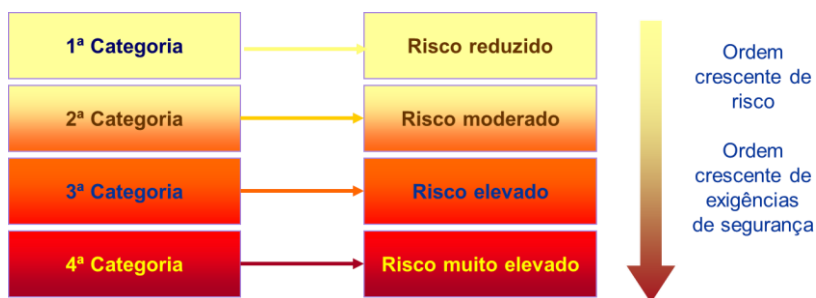 1ª Categoria
Risco reduzido
2ª Categoria
Risco moderado
3ª Categoria
Risco elevado
4ª Categoria
Risco muito elevado
Ordem
crescente de
risco
Ordem
crescente de
exigências
de segurança